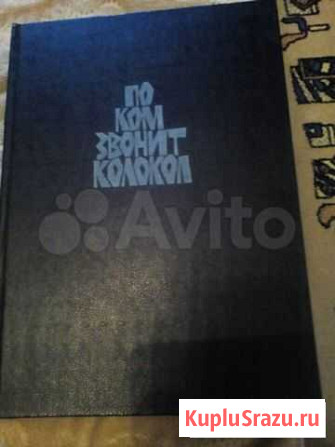 ПО
КОМ
ЗВОНИТ
КОЛОКОЛ
Avito
KupluSrazu.ru